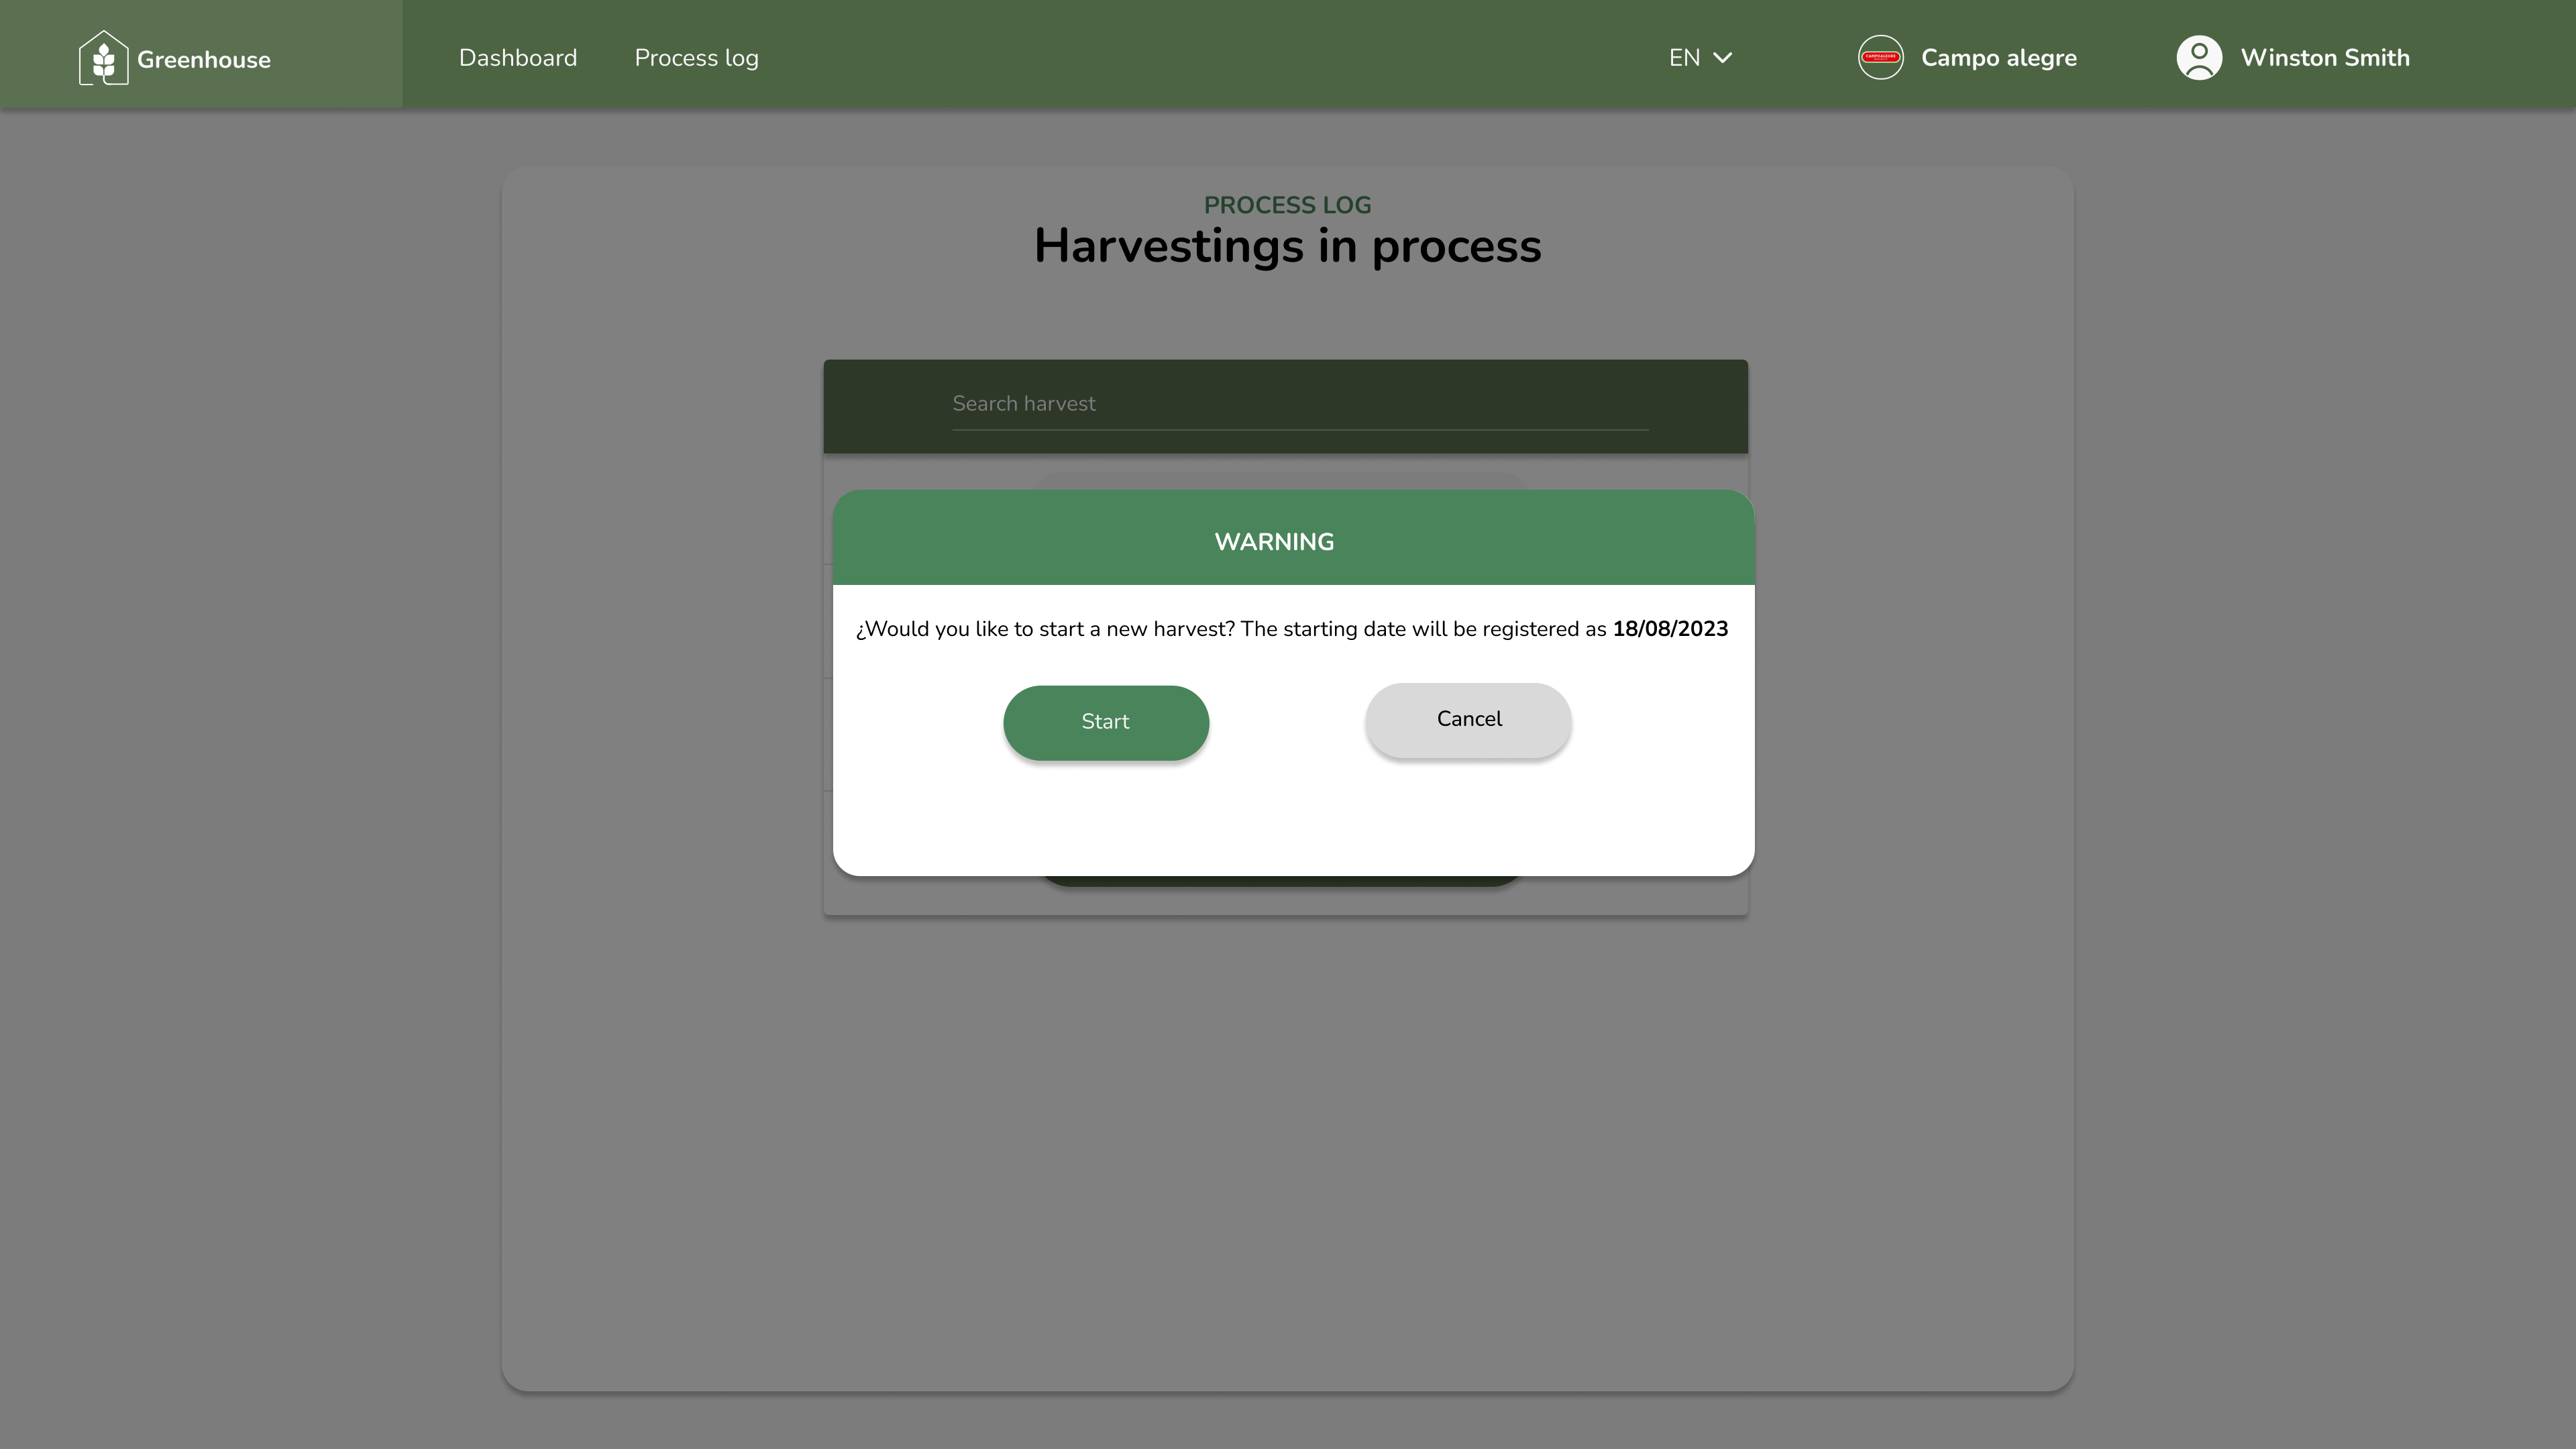 Greenhouse
Dashboard
Process log
EN
Campo alegre
Winston Smith
PROCESS LOG
Harvestings in process
Search harvest
WARNING
¿Would you like to start a new harvest? The starting date will be registered as 18/08/2023
Start
Cancel